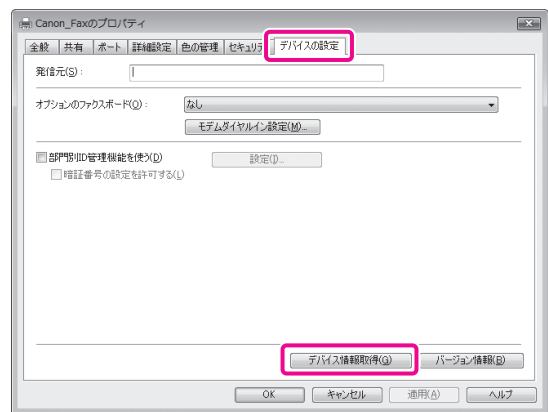 Canon_Faxのプロパティ
全般 共有 ポート 詳細設定 色の管理 セキュリテ デバイスの設定
発信元(S):
オプションのファクスボード(O): なし
モデムダイヤルイン設定(M)...
部門別ID管理機能を使う(D) 設定(J)...
暗証番号の設定を許可する(L)
デバイス情報取得(G) バージョン情報(B)
OK キャンセル 適用(A) ヘルプ